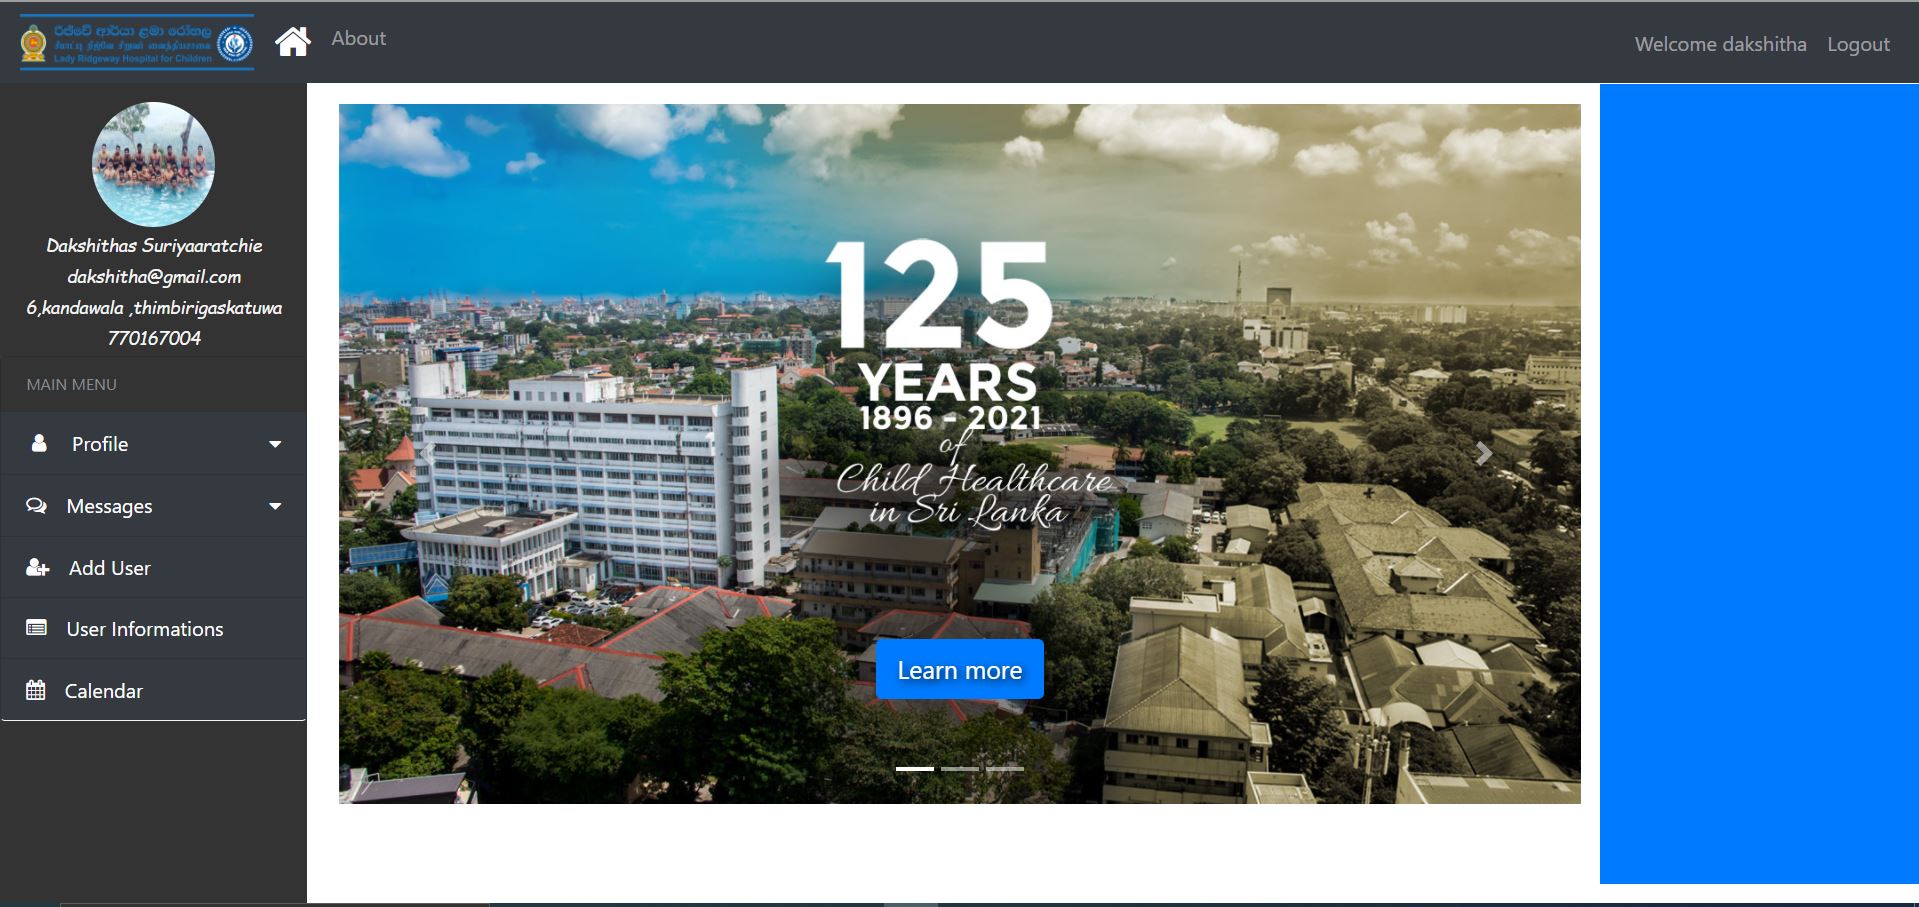 රිජ්වේ ආර්යා ළමා රෝහල
சீமாட்டி றிஜ்வே சிறுவர் வைத்தியசாலை
Lady Ridgeway Hospital for Children
About
Welcome dakshitha
Logout
Dakshithas Suriyaaratchie
dakshitha@gmail.com
6,kandawala ,thimbirigaskatuwa
770167004
MAIN MENU
Profile
Messages
Add User
User Informations
Calendar
125
YEARS
1896 - 2021
of
Child Healthcare
in Sri Lanka
Learn more